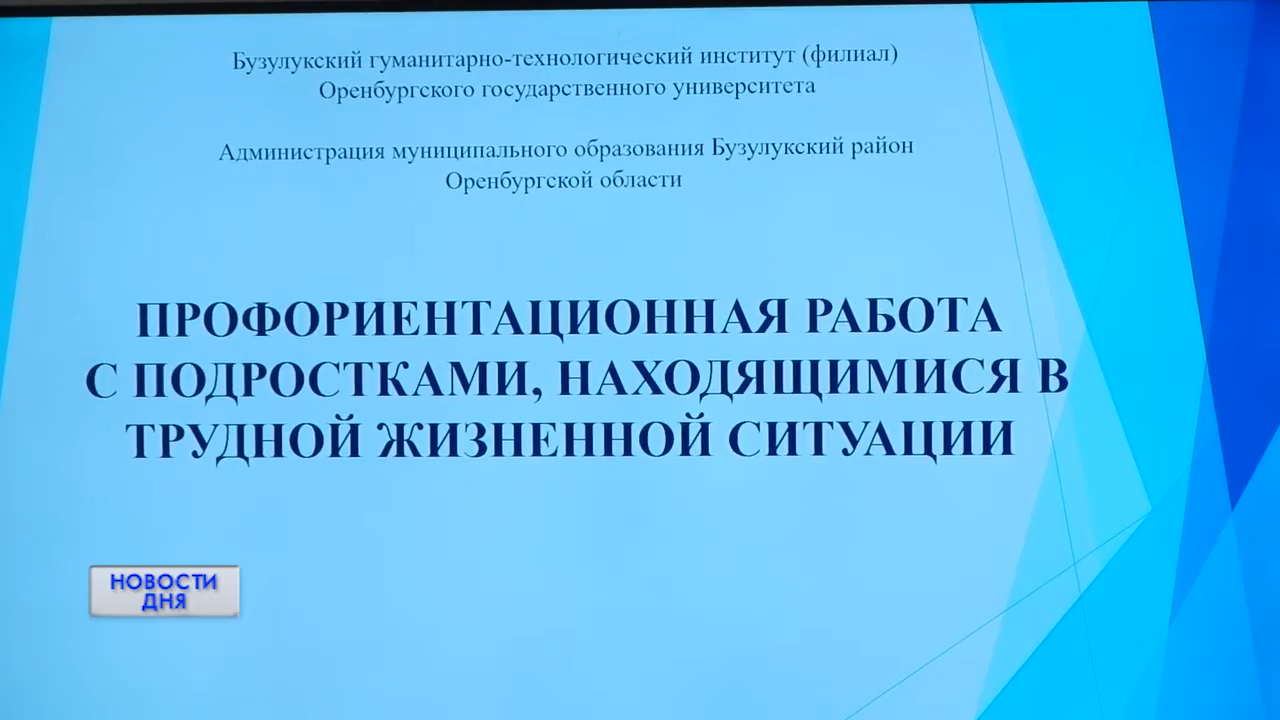 Бузулукский гуманитарно-технологический институт (филиал)
Оренбургского государственного университета
Администрация муниципального образования Бузулукский район
Оренбургской области
ПРОФОРИЕНТАЦИОННАЯ РАБОТА
С ПОДРОСТКАМИ, НАХОДЯЩИМИСЯ В
ТРУДНОЙ ЖИЗНЕННОЙ СИТУАЦИИ
НОВОСТИ
ДНЯ